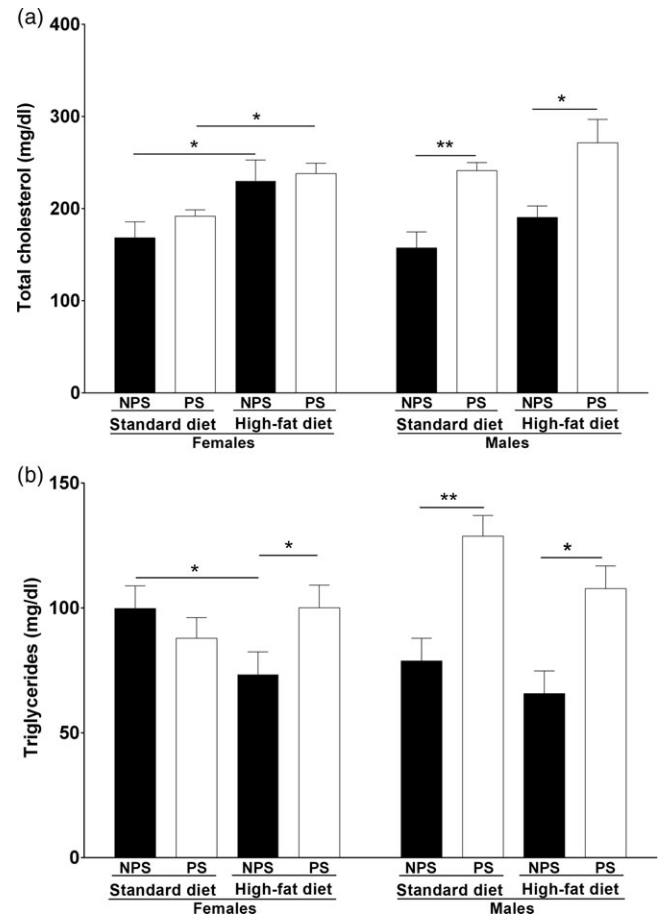 (a)
400
300
200
100
0
Total cholesterol (mg/dl)
* * ** *
NPS PS NPS PS NPS PS NPS PS
Standard diet High-fat diet Standard diet High-fat diet
Females Males
(b)
150
100
50
0
Triglycerides (mg/dl)
* * ** *
NPS PS NPS PS NPS PS NPS PS
Standard diet High-fat diet Standard diet High-fat diet
Females Males